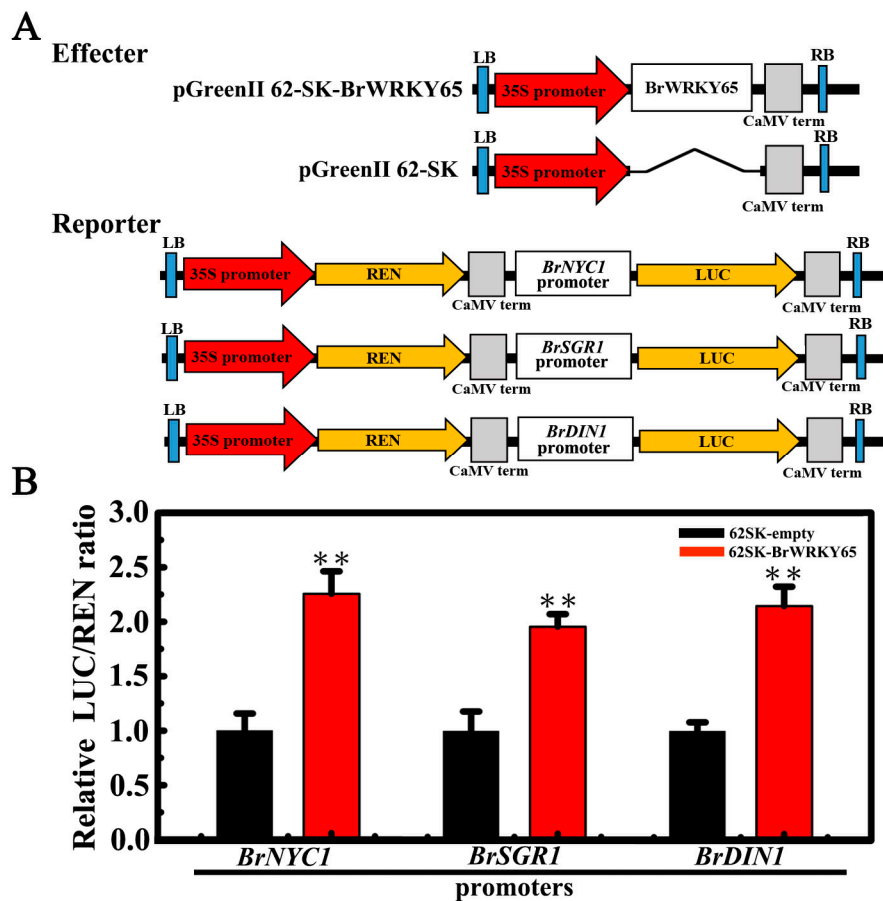 A
Effecter
LB
RB
pGreenII 62-SK-BrWRKY65
35S promoter
BrWRKY65
CaMV term
LB
RB
pGreenII 62-SK
35S promoter
CaMV term
Reporter
LB
RB
35S promoter
REN
BrNYC1
promoter
LUC
CaMV term
CaMV term
LB
RB
35S promoter
REN
BrSGR1
promoter
LUC
CaMV term
CaMV term
LB
RB
35S promoter
REN
BrDIN1
promoter
LUC
CaMV term
CaMV term
B
Relative LUC/REN ratio
3.0
2.5
2.0
1.5
1.0
0.5
0.0
62SK-empty
62SK-BrWRKY65
**
**
**
BrNYC1
BrSGR1
BrDIN1
promoters